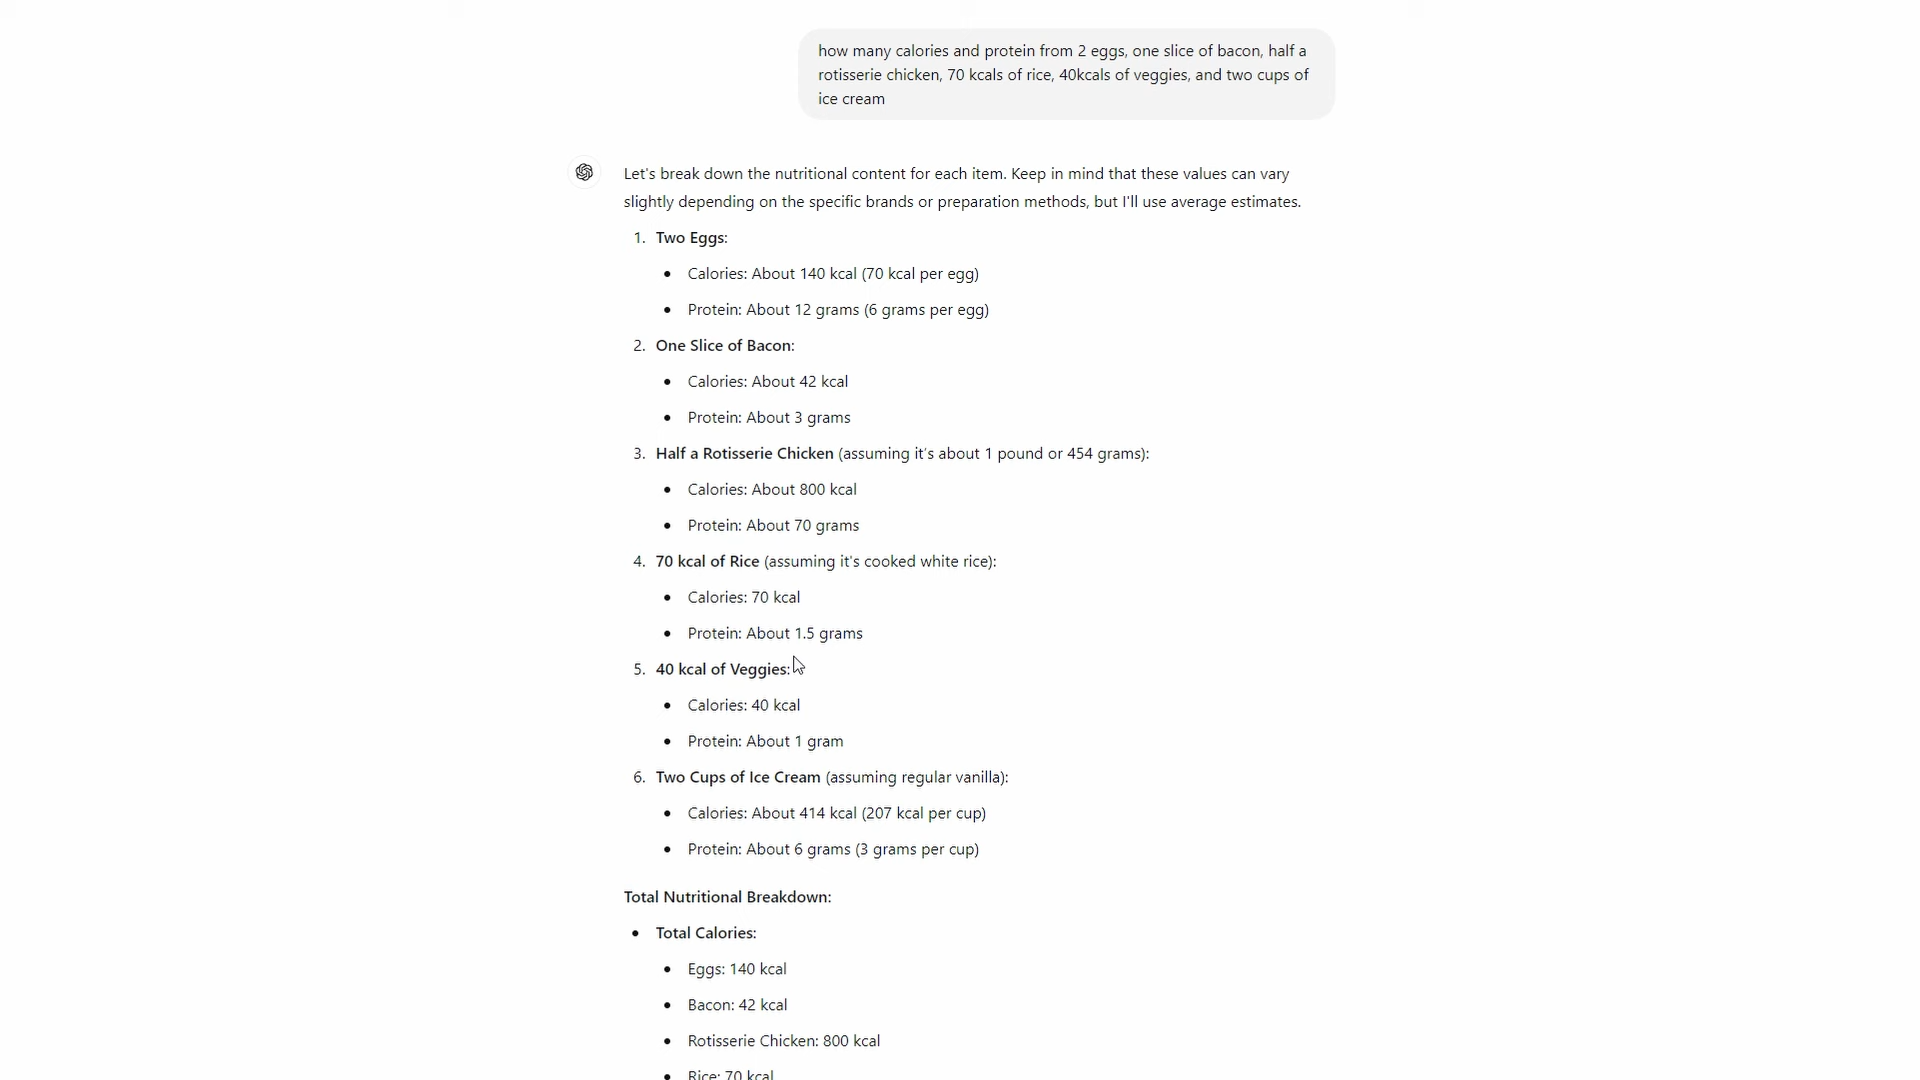 how many calories and protein from 2 eggs, one slice of bacon, half a
rotisserie chicken, 70 kcals of rice, 40kcals of veggies, and two cups of
ice cream
Let's break down the nutritional content for each item. Keep in mind that these values can vary
slightly depending on the specific brands or preparation methods, but I'll use average estimates.
1. Two Eggs:
• Calories: About 140 kcal (70 kcal per egg)
• Protein: About 12 grams (6 grams per egg)
2. One Slice of Bacon:
• Calories: About 42 kcal
• Protein: About 3 grams
3. Half a Rotisserie Chicken (assuming it's about 1 pound or 454 grams):
• Calories: About 800 kcal
• Protein: About 70 grams
4. 70 kcal of Rice (assuming it's cooked white rice):
• Calories: 70 kcal
• Protein: About 1.5 grams
5. 40 kcal of Veggies:
• Calories: 40 kcal
• Protein: About 1 gram
6. Two Cups of Ice Cream (assuming regular vanilla):
• Calories: About 414 kcal (207 kcal per cup)
• Protein: About 6 grams (3 grams per cup)
Total Nutritional Breakdown:
• Total Calories:
• Eggs: 140 kcal
• Bacon: 42 kcal
• Rotisserie Chicken: 800 kcal
• Rice: 70 kcal